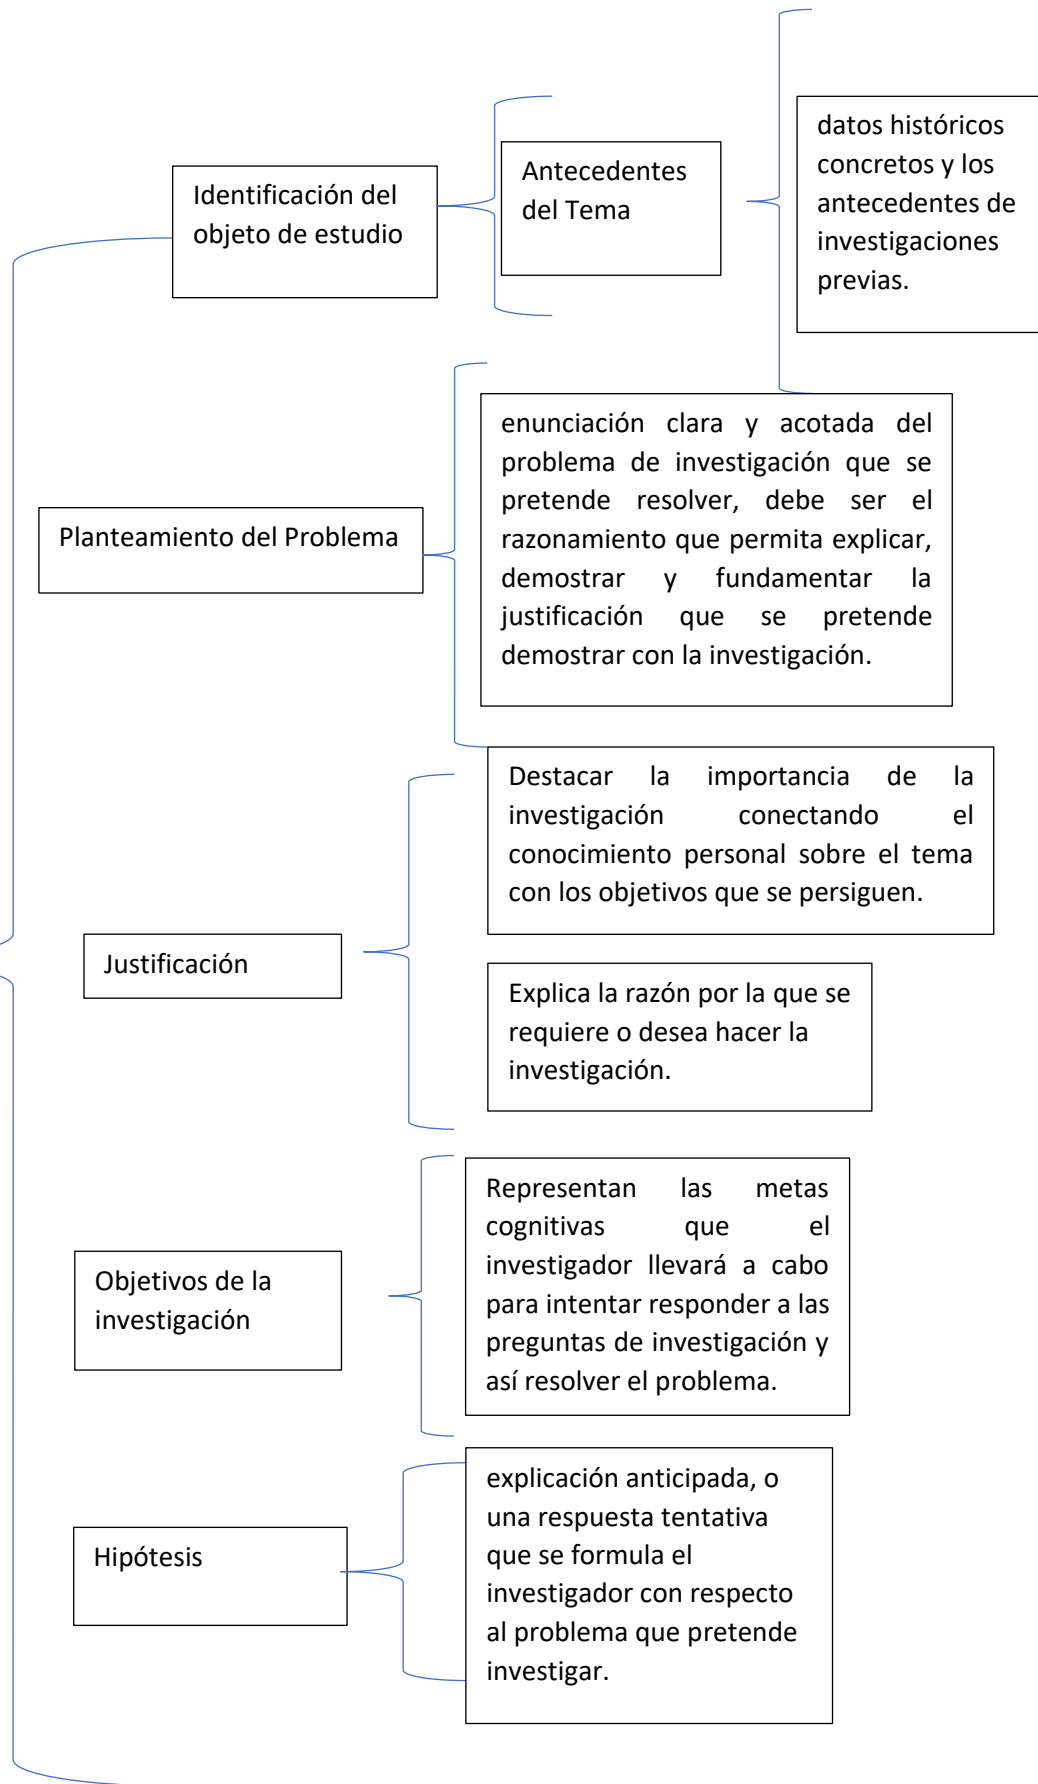 Identificación del
objeto de estudio
Antecedentes
del Tema
datos históricos
concretos y los
antecedentes de
investigaciones
previas.
Planteamiento del Problema
enunciación clara y acotada del
problema de investigación que se
pretende resolver, debe ser el
razonamiento que permita explicar,
demostrar y fundamentar la
justificación que se pretende
demostrar con la investigación.
Justificación
Destacar la importancia de la
investigación conectando el
conocimiento personal sobre el tema
con los objetivos que se persiguen.
Explica la razón por la que se
requiere o desea hacer la
investigación.
Objetivos de la
investigación
Representan las metas
cognitivas que el
investigador llevará a cabo
para intentar responder a las
preguntas de investigación y
así resolver el problema.
Hipótesis
explicación anticipada, o
una respuesta tentativa
que se formula el
investigador con respecto
al problema que pretende
investigar.